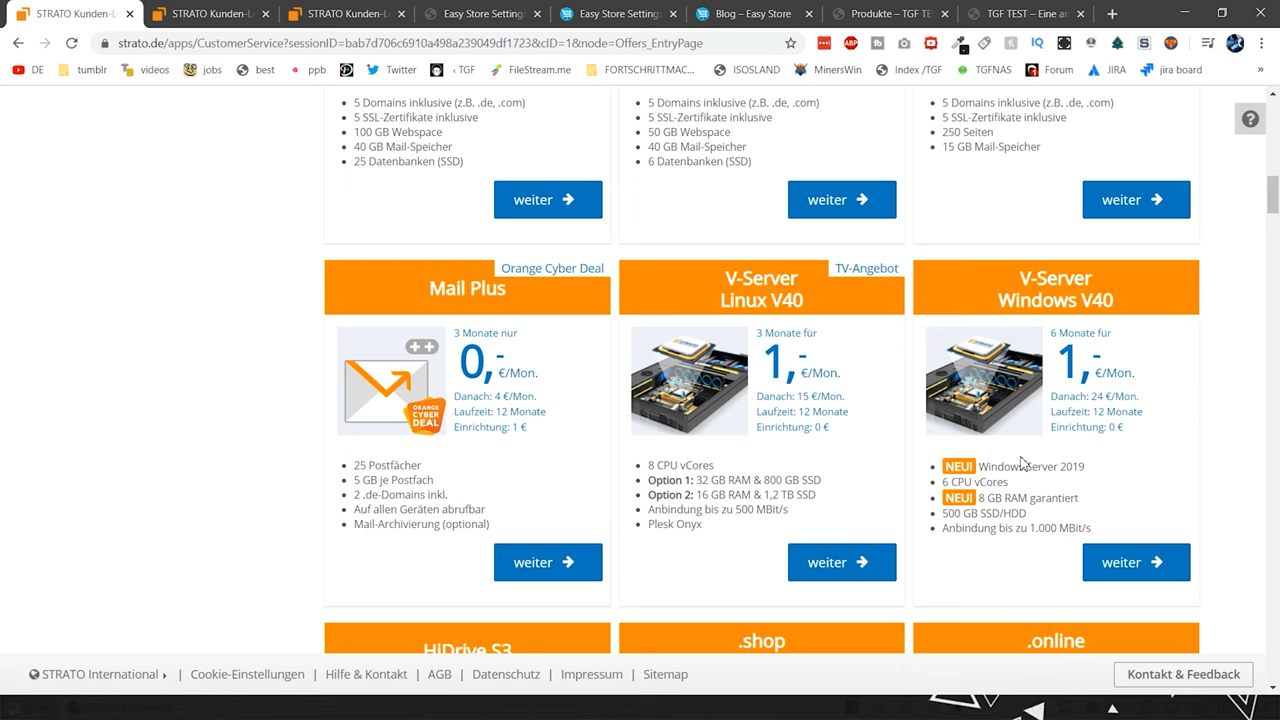 STRATO Kunden-Lo
STRATO Kunden-L
STRATO Kunden-L
Easy Store Settings
Easy Store Settings
Blog – Easy Store
Produkte – TGF TE
TGF TEST – Eine an
strato.de/apps/CustomerService?sessionID=bab7d706c6910a498a239049df1723&cID=1&node=Offers_EntryPage
DE
tumblr
videos
jobs
best
ppb
Twitter
‹ TGF
FileStream.me
FORTSCHRITTMAC...
ISOSLAND
MinersWin
Index /TGF
TGFNAS
Forum
JIRA
jira board
5 Domains inklusive (z.B. .de, .com)
5 SSL-Zertifikate inklusive
100 GB Webspace
40 GB Mail-Speicher
25 Datenbanken (SSD)
weiter
5 Domains inklusive (z.B. .de, .com)
5 SSL-Zertifikate inklusive
50 GB Webspace
40 GB Mail-Speicher
6 Datenbanken (SSD)
weiter
5 Domains inklusive (z.B. .de, .com)
5 SSL-Zertifikate inklusive
250 Seiten
15 GB Mail-Speicher
weiter
Orange Cyber Deal
Mail Plus
ORANGE
CYBER
DEAL
3 Monate nur
0,- €/Mon.
Danach: 4 €/Mon.
Laufzeit: 12 Monate
Einrichtung: 1 €
25 Postfächer
5 GB je Postfach
2 .de-Domains inkl.
Auf allen Geräten abrufbar
Mail-Archivierung (optional)
weiter
TV-Angebot
V-Server
Linux V40
3 Monate für
1,- €/Mon.
Danach: 15 €/Mon.
Laufzeit: 12 Monate
Einrichtung: 0 €
8 CPU vCores
Option 1: 32 GB RAM & 800 GB SSD
Option 2: 16 GB RAM & 1,2 TB SSD
Anbindung bis zu 500 MBit/s
Plesk Onyx
weiter
V-Server
Windows V40
6 Monate für
1,- €/Mon.
Danach: 24 €/Mon.
Laufzeit: 12 Monate
Einrichtung: 0 €
NEU! Windows Server 2019
6 CPU vCores
NEU! 8 GB RAM garantiert
500 GB SSD/HDD
Anbindung bis zu 1.000 MBit/s
weiter
HiDrive S3
.shop
.online
STRATO International | Cookie-Einstellungen | Hilfe & Kontakt | AGB | Datenschutz | Impressum | Sitemap
Kontakt & Feedback